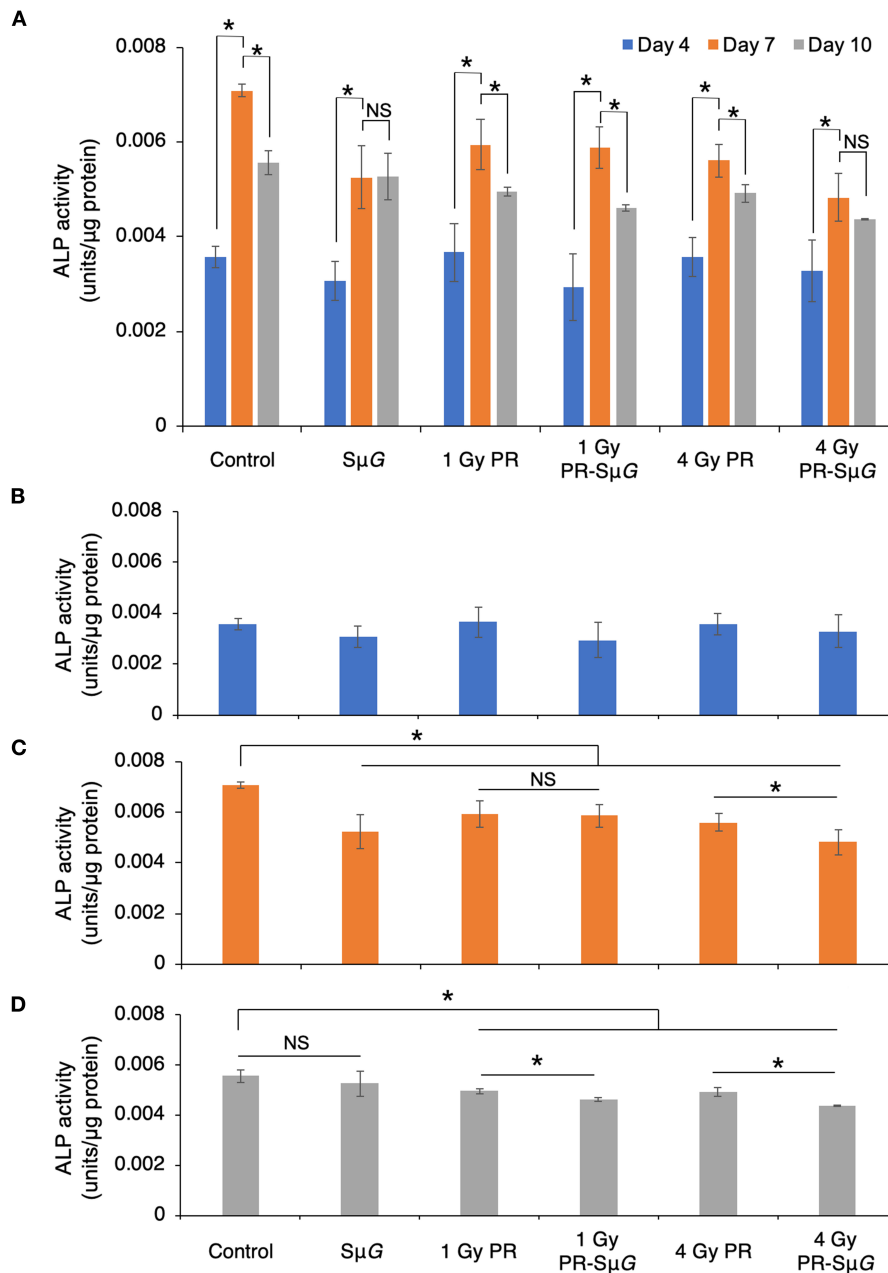 A
ALP activity
(units/µg protein)
0.008
0.006
0.004
0.002
0
Day 4 Day 7 Day 10
* * * NS * * * * * * * NS
Control SµG 1 Gy PR 1 Gy PR-SµG 4 Gy PR 4 Gy PR-SµG
B
ALP activity
(units/µg protein)
0.008
0.006
0.004
0.002
0
C
ALP activity
(units/µg protein)
0.008
0.006
0.004
0.002
0
*
NS *
D
ALP activity
(units/µg protein)
0.008
0.006
0.004
0.002
0
*
NS * *
Control SµG 1 Gy PR 1 Gy PR-SµG 4 Gy PR 4 Gy PR-SµG